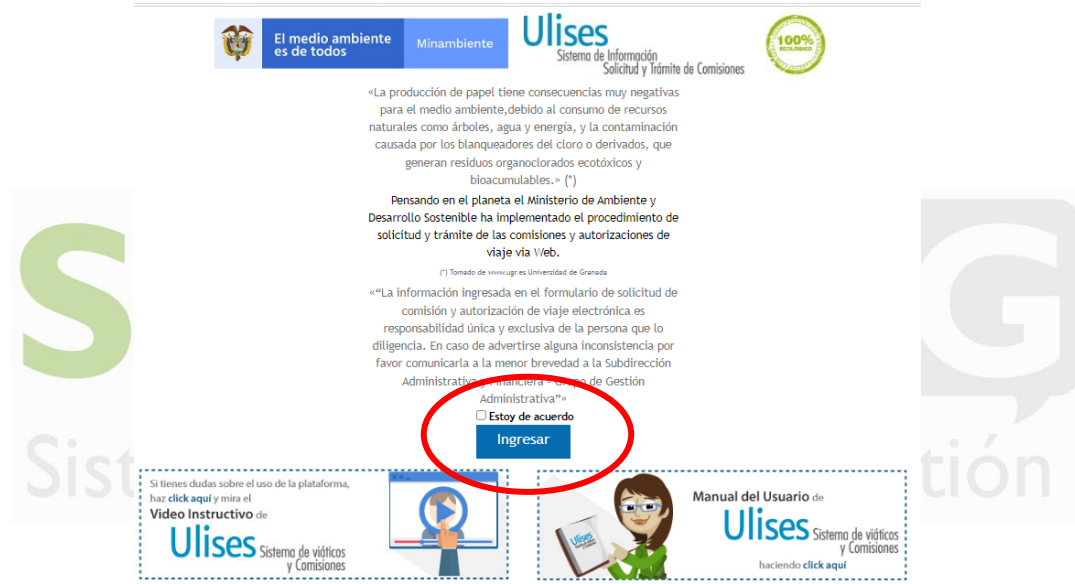 El medio ambiente
es de todos
Minambiente
Ulises
Sistema de Información
Solicitud y Trámite de Comisiones
100%
ECOLÓGICO
«La producción de papel tiene consecuencias muy negativas
para el medio ambiente,debido al consumo de recursos
naturales como árboles, agua y energía, y la contaminación
causada por los blanqueadores del cloro o derivados, que
generan residuos organoclorados ecotóxicos y
bioacumulables.» (*)
Pensando en el planeta el Ministerio de Ambiente y
Desarrollo Sostenible ha implementado el procedimiento de
solicitud y trámite de las comisiones y autorizaciones de
viaje via Web.
(*) Tomado de www.ugr.es Universidad de Granada
«“La información ingresada en el formulario de solicitud de
comisión y autorización de viaje electrónica es
responsabilidad única y exclusiva de la persona que lo
diligencia. En caso de advertirse alguna inconsistencia por
favor comunicarla a la menor brevedad a la Subdirección
Administrativa y Financiera - Grupo de Gestión
Administrativa”»
Estoy de acuerdo
Ingresar
S
G
Sist
tión
Si tienes dudas sobre el uso de la plataforma,
haz click aquí y mira el
Video Instructivo de
Ulises Sistema de viáticos
y Comisiones
Ulises
Manual del Usuario de
Ulises Sistema de viáticos
y Comisiones
haciendo click aquí